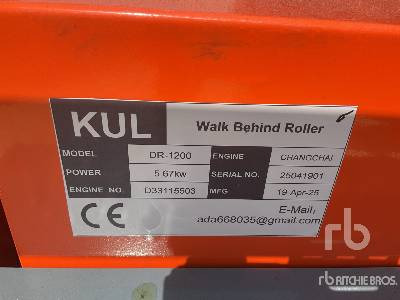 KUL Walk Behind Roller
MODEL DR-1200 ENGINE CHANGCHAI
POWER 5.67kw SERIAL NO. 25041901
ENGINE NO. D33115503 MFG 19-Apr-25
CE E-Mail:
ada668035@gmail.com
rb
rb RITCHIE BROS.